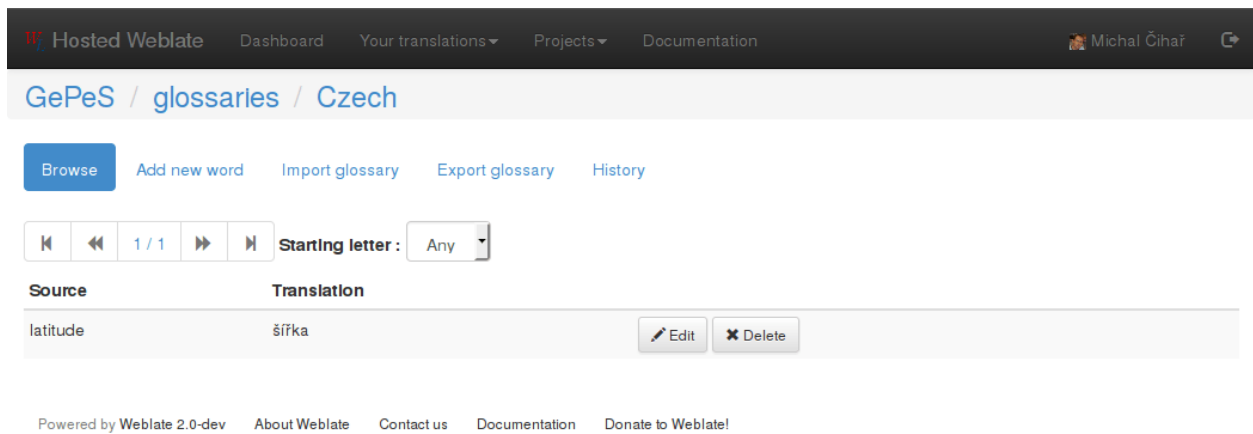 Hosted Weblate Dashboard Your translations Projects Documentation Michal Čihař
GePeS / glossaries / Czech
Browse Add new word Import glossary Export glossary History
1 / 1 Starting letter : Any
Source Translation
latitude šířka Edit Delete
Powered by Weblate 2.0-dev About Weblate Contact us Documentation Donate to Weblate!